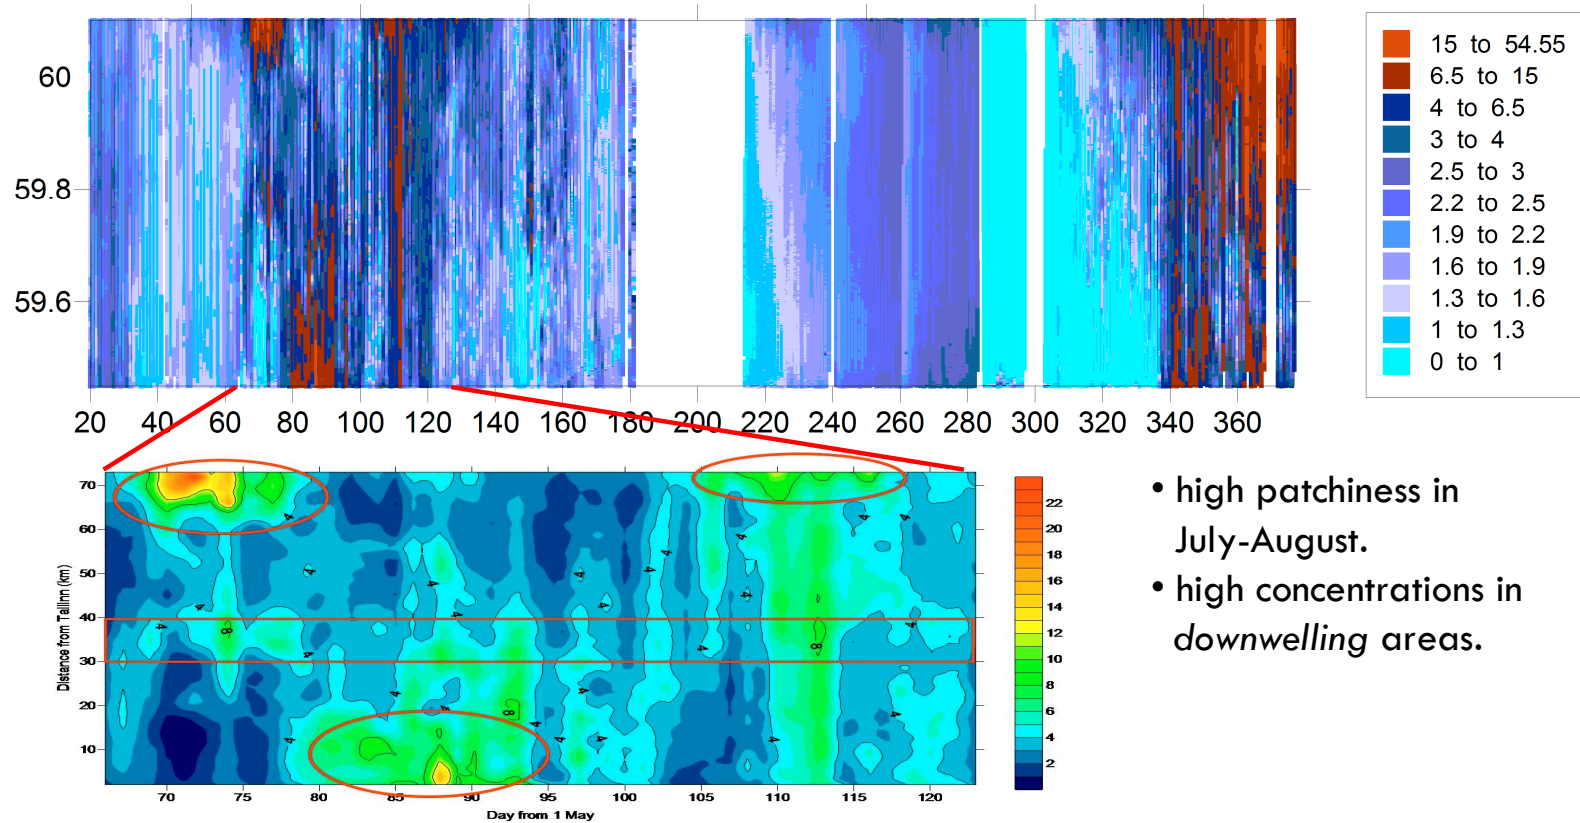 60
59.8
59.6
20 40 60 80 100 120 140 160 180 200 220 240 260 280 300 320 340 360
15 to 54.55
6.5 to 15
4 to 6.5
3 to 4
2.5 to 3
2.2 to 2.5
1.9 to 2.2
1.6 to 1.9
1.3 to 1.6
1 to 1.3
0 to 1
Distance from Tallinn (km)
70
60
50
40
30
20
10
70 75 80 85 90 95 100 105 110 115 120
Day from 1 May
22
20
18
16
14
12
10
8
6
4
2
• high patchiness in
July-August.
• high concentrations in
downwelling areas.